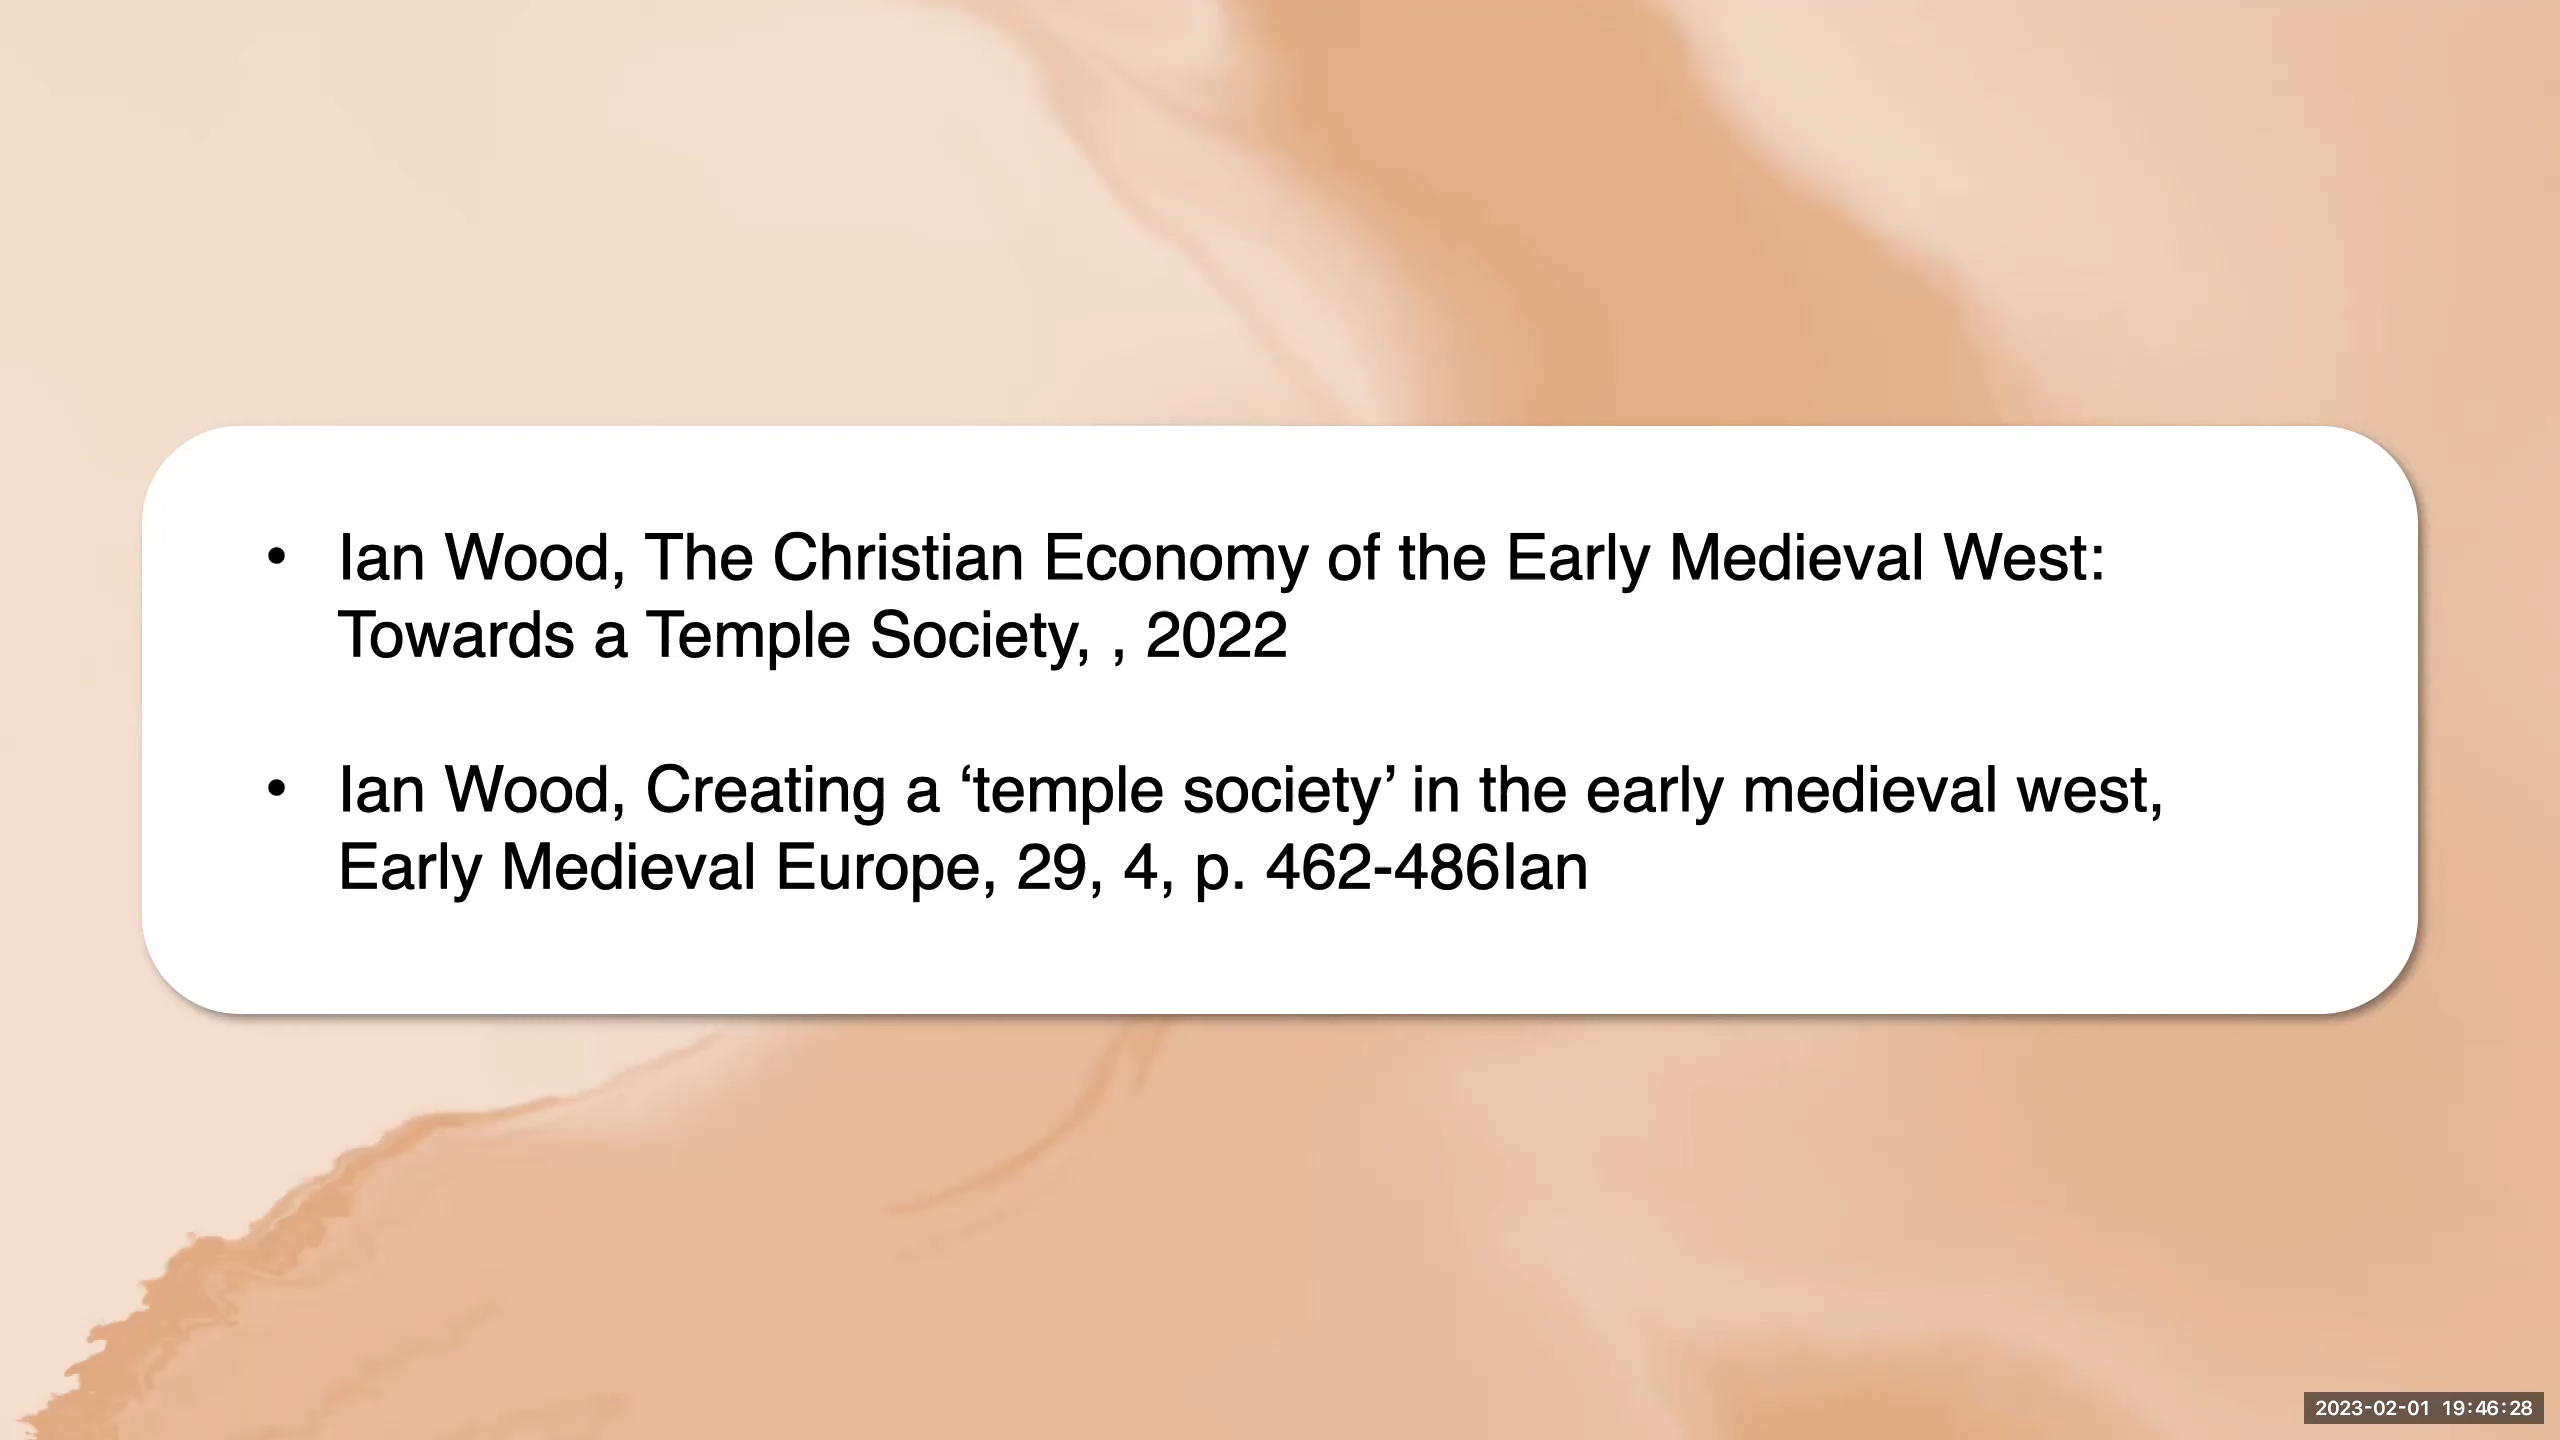 • Ian Wood, The Christian Economy of the Early Medieval West:
Towards a Temple Society, , 2022
• Ian Wood, Creating a ‘temple society’ in the early medieval west,
Early Medieval Europe, 29, 4, p. 462-486Ian
2023-02-01 19:46:28